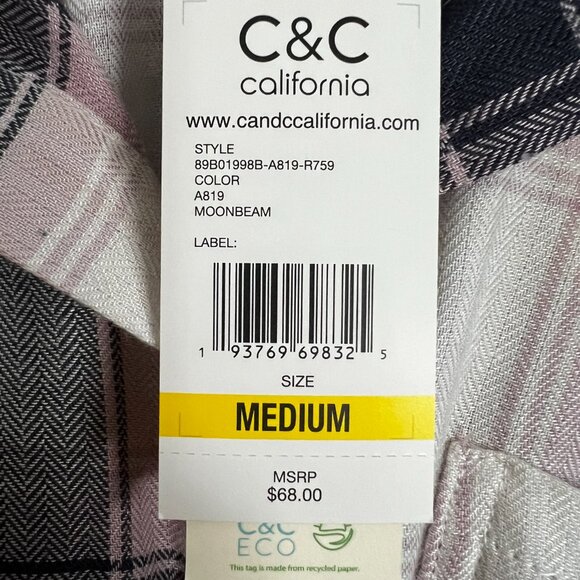 C&C
california
www.candccalifornia.com
STYLE
89B01998B-A819-R759
COLOR
A819
MOONBEAM
LABEL:
1 93769 69832 5
SIZE
MEDIUM
MSRP
$68.00
C&C
ECO
This tag is made from recycled paper.